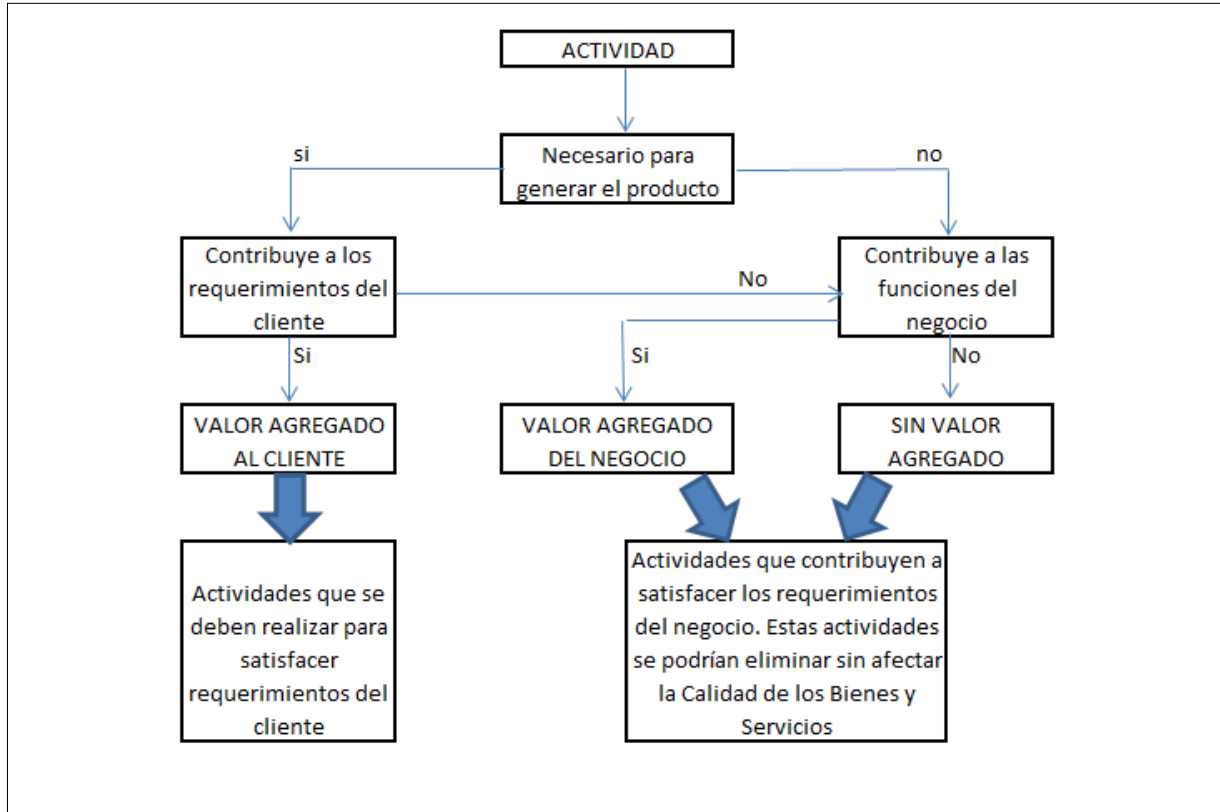 ACTIVIDAD
si
Necesario para
generar el producto
no
Contribuye a los
requerimientos del
cliente
No
Contribuye a las
funciones del
negocio
Si
Si
No
VALOR AGREGADO
AL CLIENTE
VALOR AGREGADO
DEL NEGOCIO
SIN VALOR
AGREGADO
Actividades que se
deben realizar para
satisfacer
requerimientos del
cliente
Actividades que contribuyen a
satisfacer los requerimientos
del negocio. Estas actividades
se podrían eliminar sin afectar
la Calidad de los Bienes y
Servicios